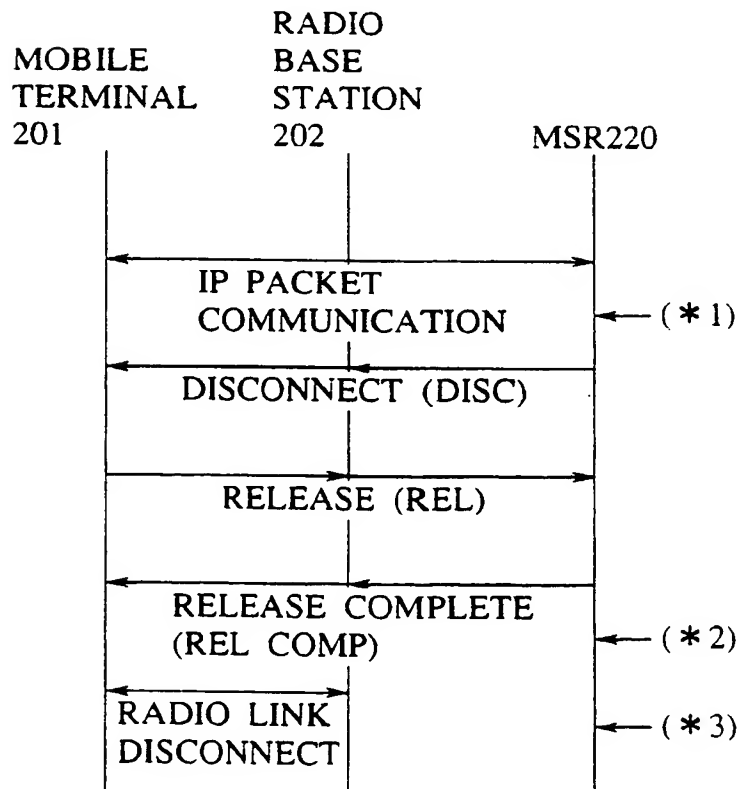 MOBILE
TERMINAL
201
RADIO
BASE
STATION
202
MSR220
IP PACKET
COMMUNICATION
(*1)
DISCONNECT (DISC)
RELEASE (REL)
RELEASE COMPLETE
(REL COMP)
(*2)
RADIO LINK
DISCONNECT
(*3)